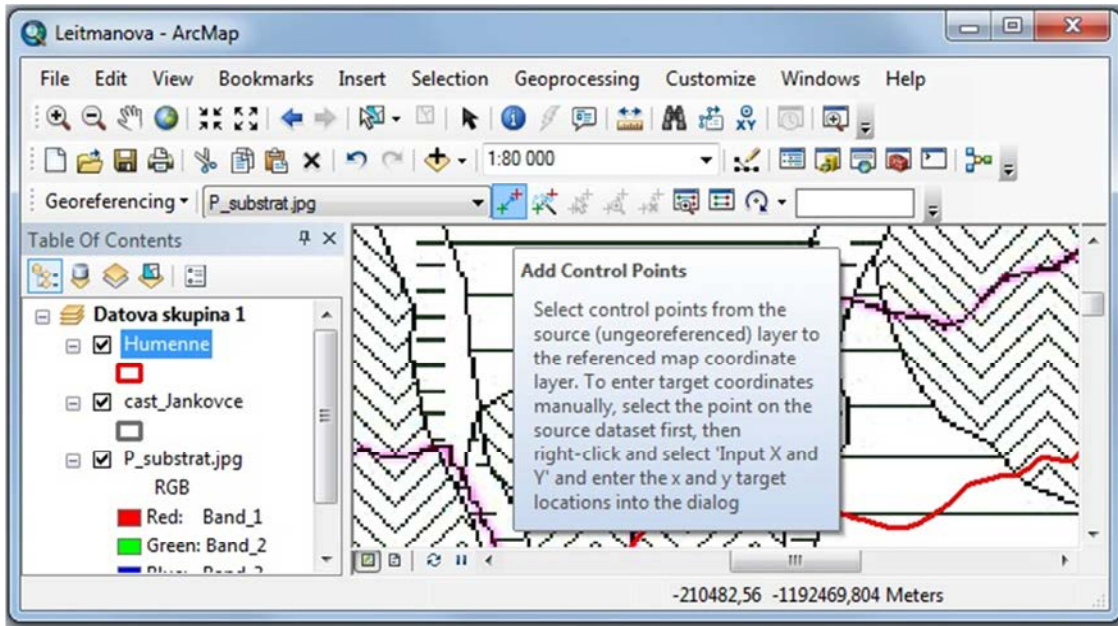 Leitmanova - ArcMap
File Edit View Bookmarks Insert Selection Geoprocessing Customize Windows Help
XY
1:80 000
Georeferencing P_substrat.jpg
Table Of Contents
Datova skupina 1
Humenne
cast_Jankovce
P_substrat.jpg
RGB
Red: Band_1
Green: Band_2
Add Control Points
Select control points from the
source (ungeoreferenced) layer to
the referenced map coordinate
layer. To enter target coordinates
manually, select the point on the
source dataset first, then
right-click and select 'Input X and
Y' and enter the x and y target
locations into the dialog
-210482,56 -1192469,804 Meters